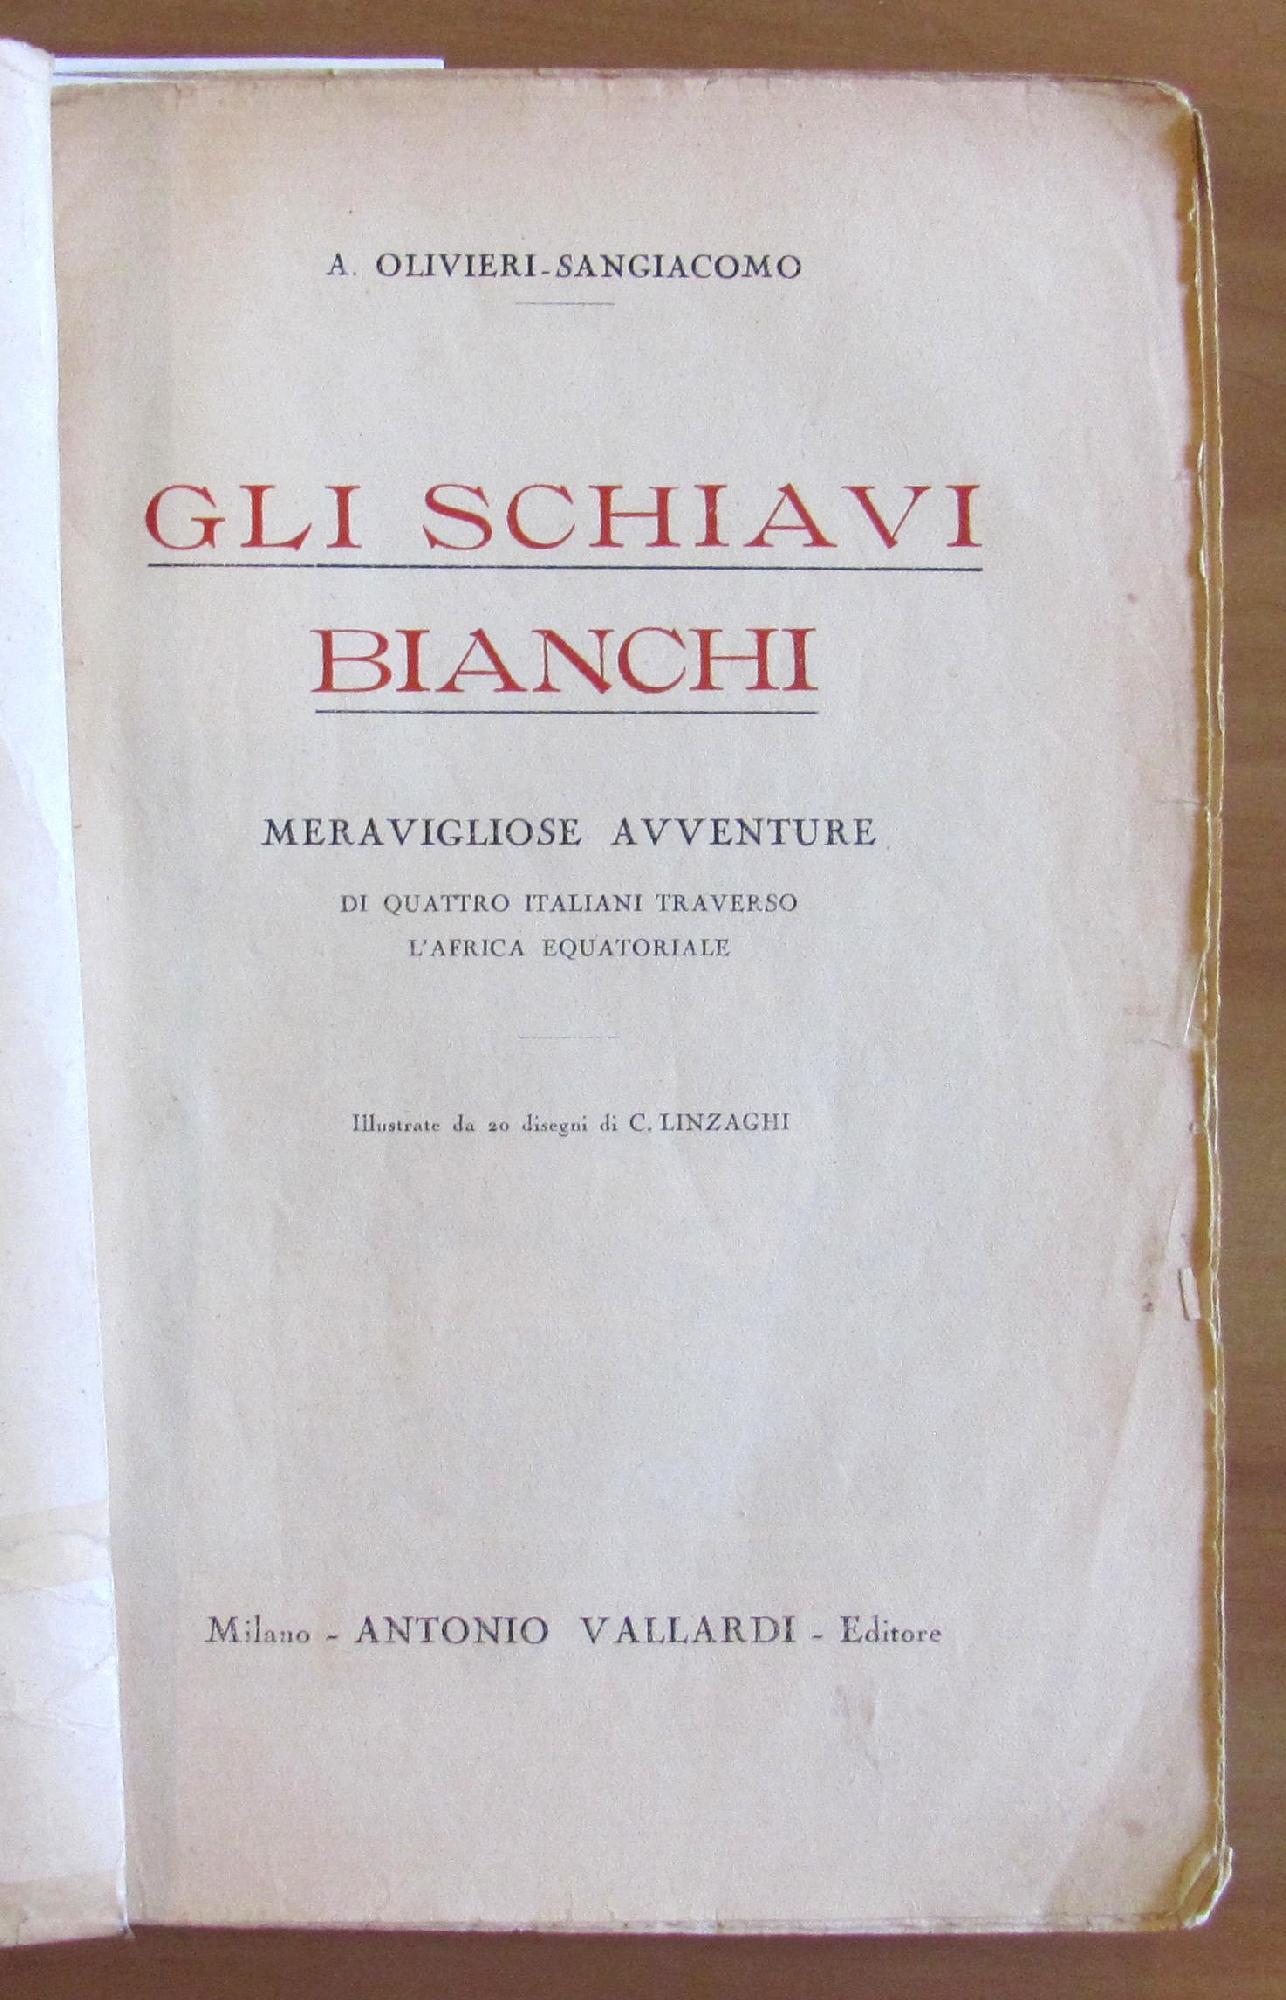 A. OLIVIERI-SANGIACOMO
GLI SCHIAVI
BIANCHI
MERAVIGLIOSE AVVENTURE
DI QUATTRO ITALIANI TRAVERSO
L'AFRICA EQUATORIALE
Illustrate da 20 disegni di C. LINZAGHI
Milano - ANTONIO VALLARDI - Editore